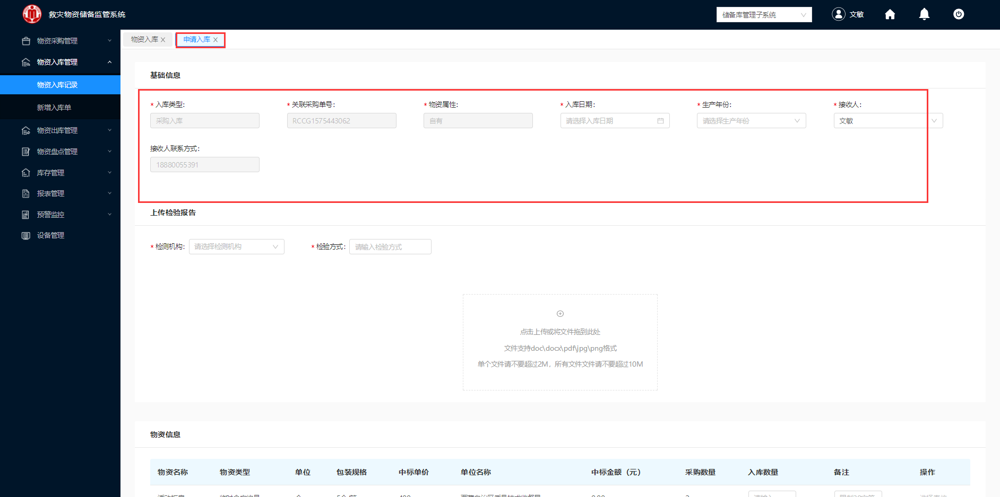 救灾物资储备监管系统
储备库管理子系统
文敏
物资采购管理
物资入库管理
物资入库记录
新增入库单
物资出库管理
物资盘点管理
库存管理
报表管理
预警监控
设备管理
物资入库 X
申请入库 X
基础信息
* 入库类型: * 关联采购单号: * 物资属性: * 入库日期: * 生产年份: * 接收人:
采购入库 RCCG1575443062 自有 请选择入库日期 请选择生产年份 文敏
接收人联系方式:
18880055391
上传检验报告
* 检测机构: 请选择检测机构 * 检验方式: 请输入检验方式
点击上传或将文件拖到此处
文件支持doc\docx\pdf\jpg\png格式
单个文件请不要超过2M，所有文件文件请不要超过10M
物资信息
物资名称 物资类型 单位 包装规格 中标单价 单位名称 中标金额（元） 采购数量 入库数量 备注 操作